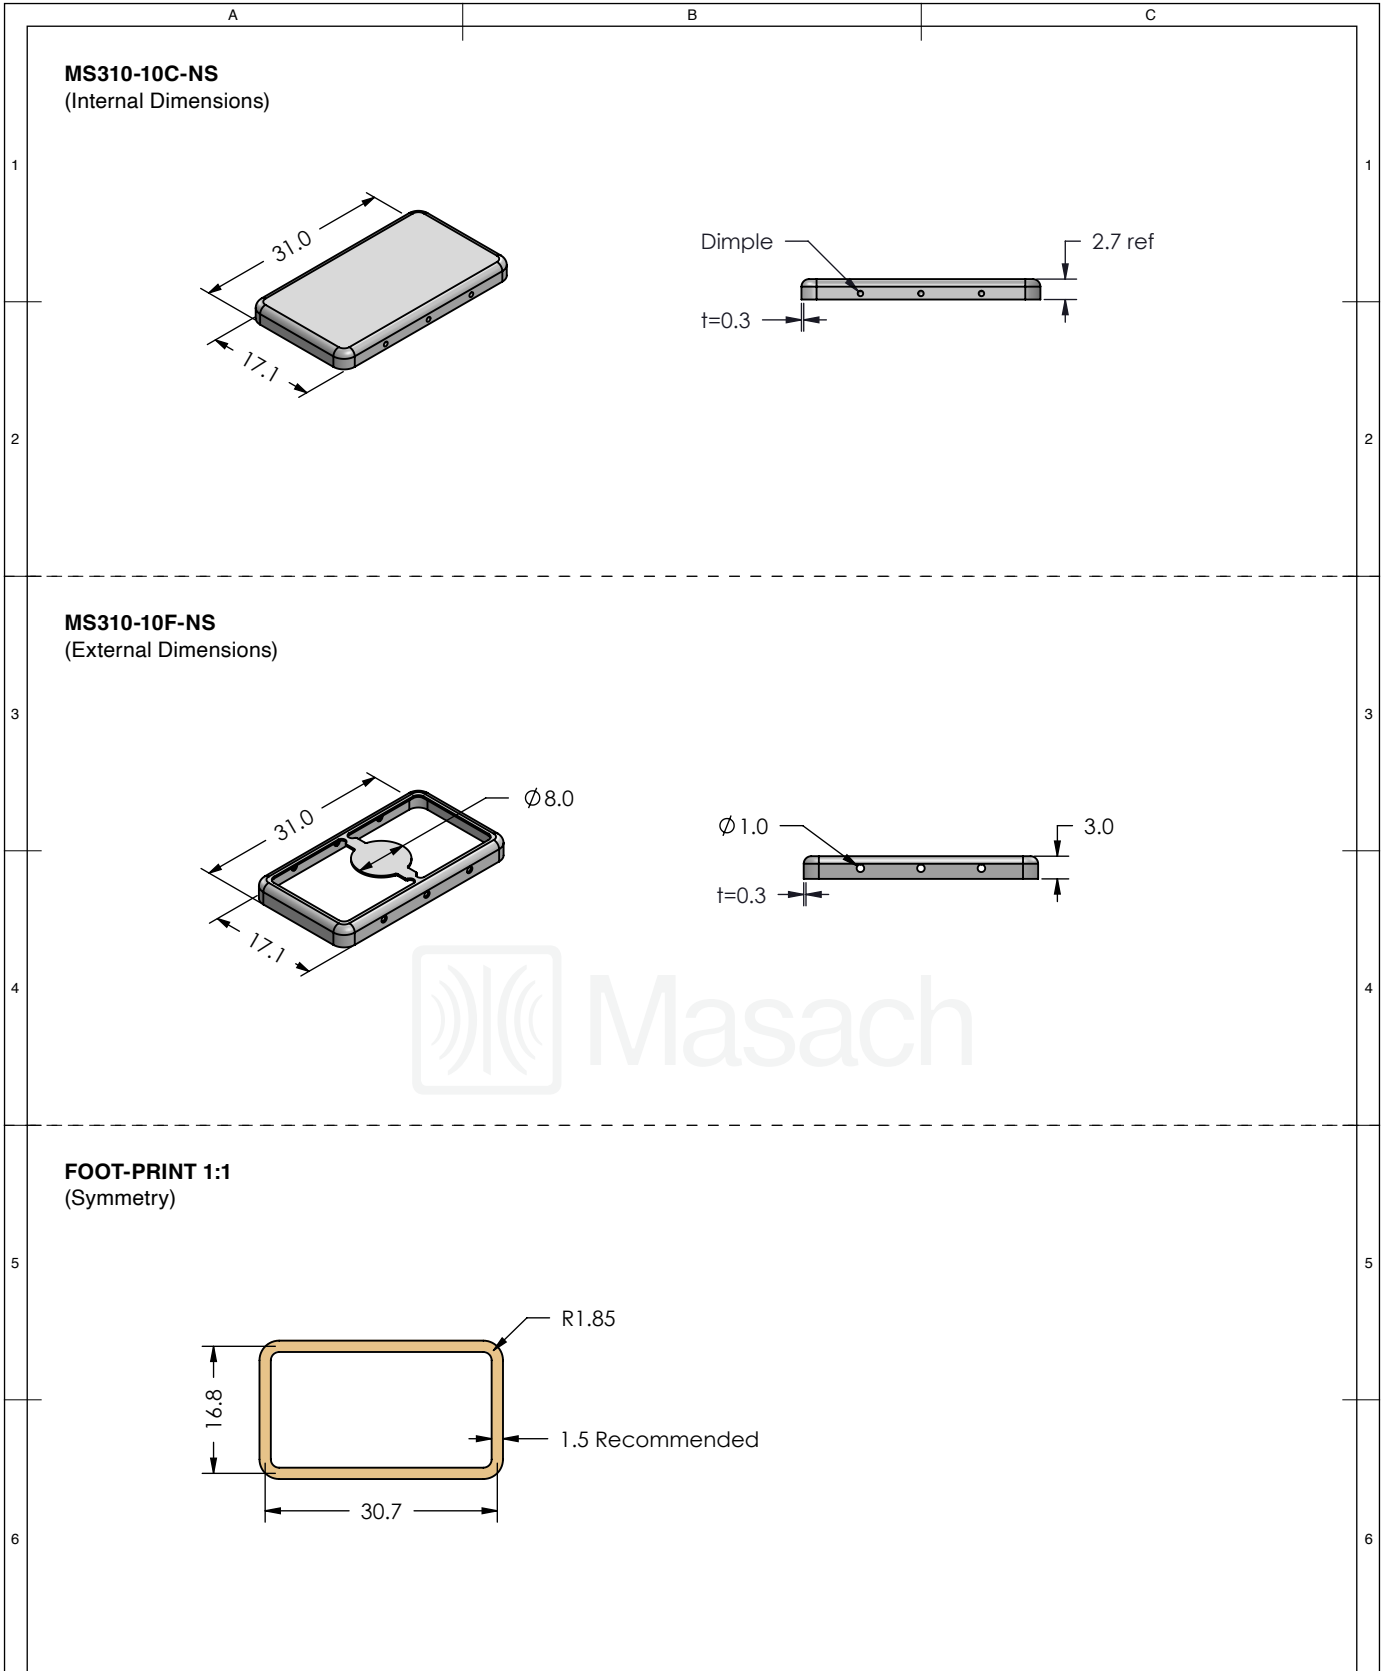 A B C
MS310-10C-NS
(Internal Dimensions)
1 1
31.0
17.1
Dimple
2.7 ref
t=0.3
2 2
MS310-10F-NS
(External Dimensions)
3 3
31.0
Ø8.0
17.1
Ø1.0
3.0
t=0.3
Masach
4 4
FOOT-PRINT 1:1
(Symmetry)
5 5
R1.85
16.8
1.5 Recommended
30.7
6 6